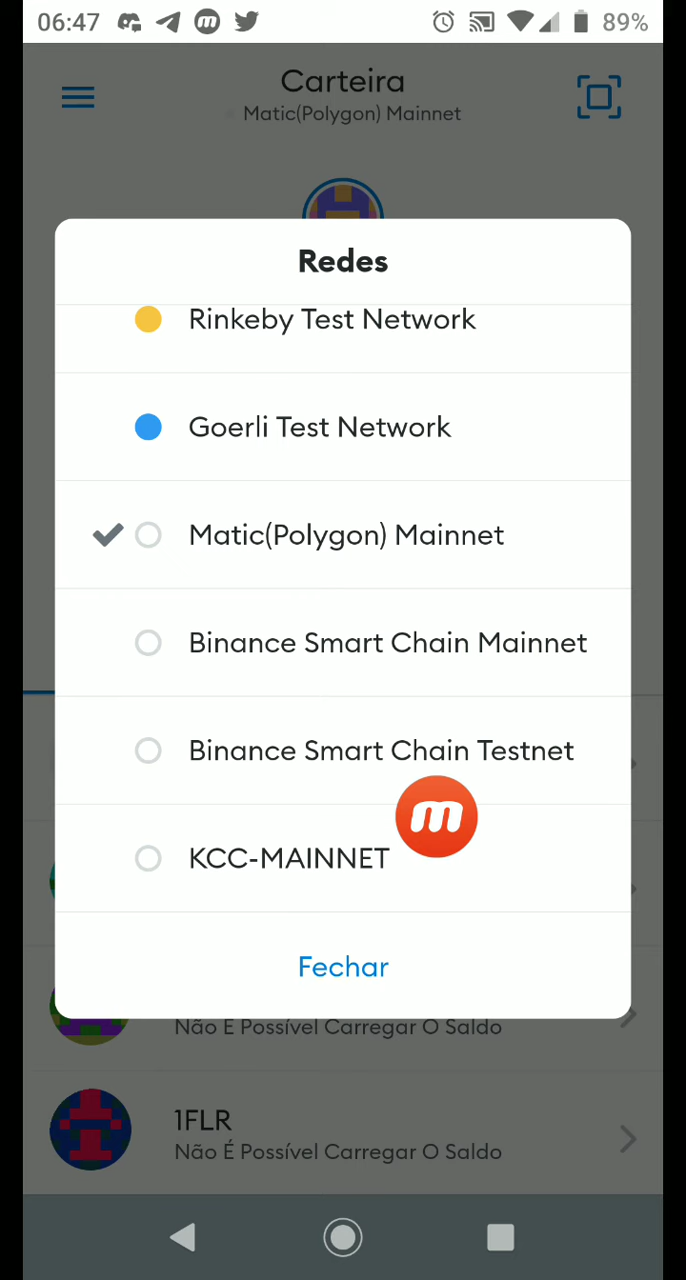 06:47
89%
Carteira
Matic(Polygon) Mainnet
Redes
Rinkeby Test Network
Goerli Test Network
Matic(Polygon) Mainnet
Binance Smart Chain Mainnet
Binance Smart Chain Testnet
m
KCC-MAINNET
Fechar
Não É Possível Carregar O Saldo
1FLR
Não É Possível Carregar O Saldo